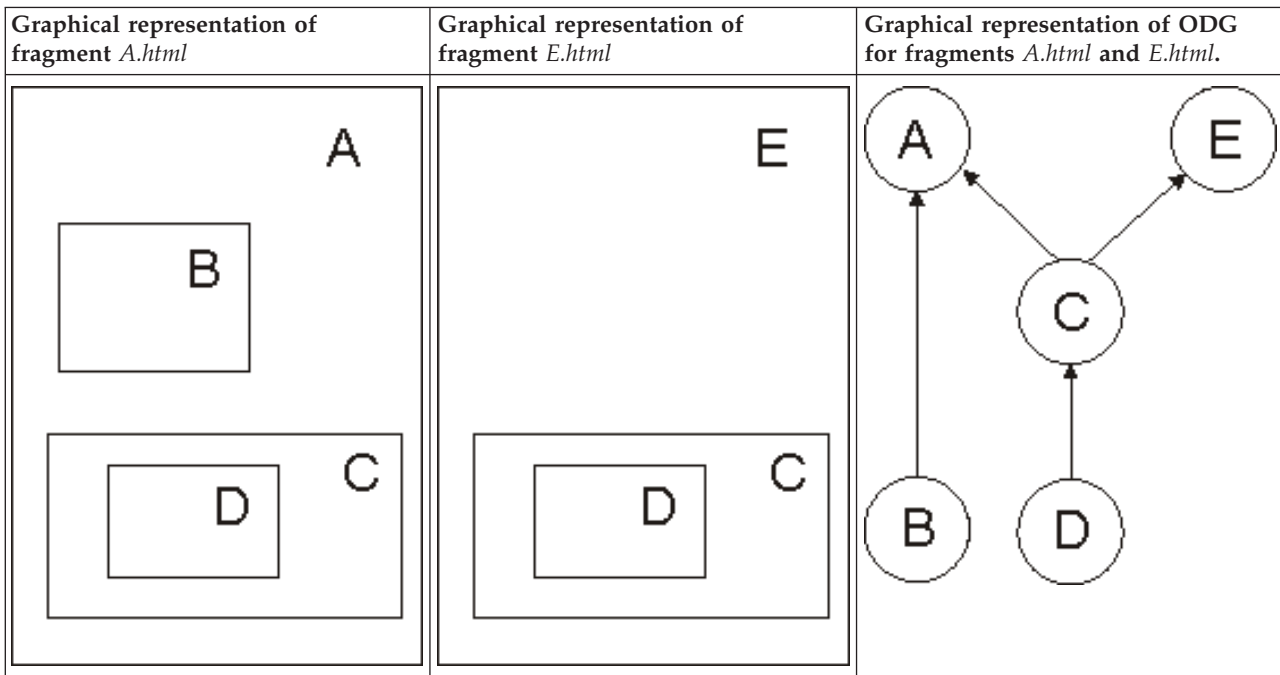 Graphical representation of
fragment A.html
Graphical representation of
fragment E.html
Graphical representation of ODG
for fragments A.html and E.html.
A
B
C
D
E
C
D
A
E
C
B
D